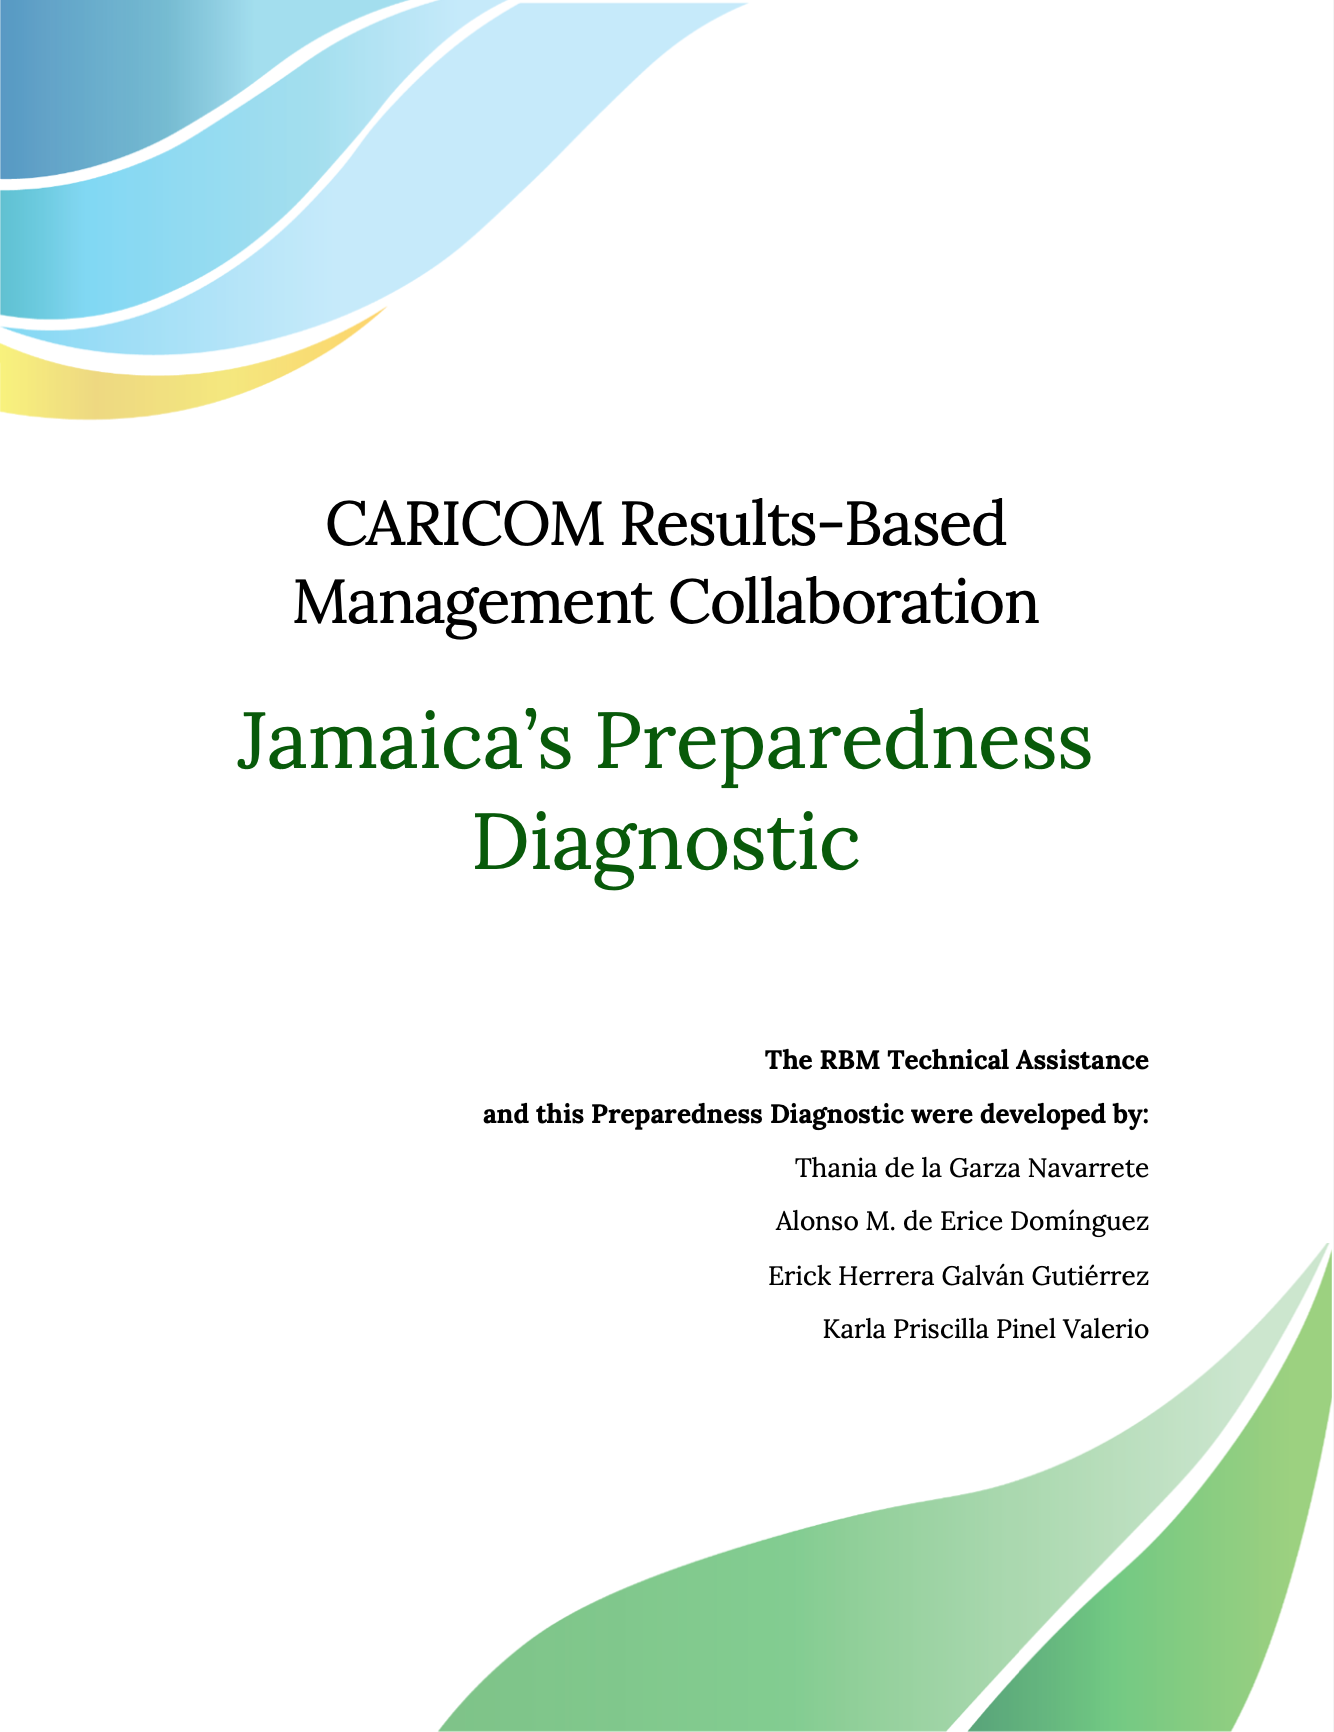 CARICOM Results-Based
Management Collaboration
Jamaica’s Preparedness
Diagnostic
The RBM Technical Assistance
and this Preparedness Diagnostic were developed by:
Thania de la Garza Navarrete
Alonso M. de Erice Domínguez
Erick Herrera Galván Gutiérrez
Karla Priscilla Pinel Valerio